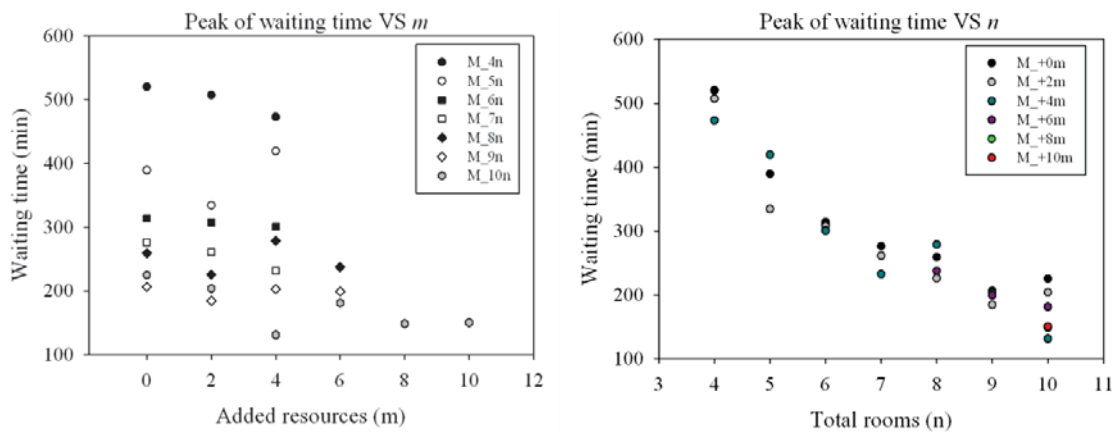 Peak of waiting time VS m
Waiting time (min)
600
500
400
300
200
100
M_4n
M_5n
M_6n
M_7n
M_8n
M_9n
M_10n
0 2 4 6 8 10 12
Added resources (m)
Peak of waiting time VS n
Waiting time (min)
600
500
400
300
200
100
M_+0m
M_+2m
M_+4m
M_+6m
M_+8m
M_+10m
3 4 5 6 7 8 9 10 11
Total rooms (n)